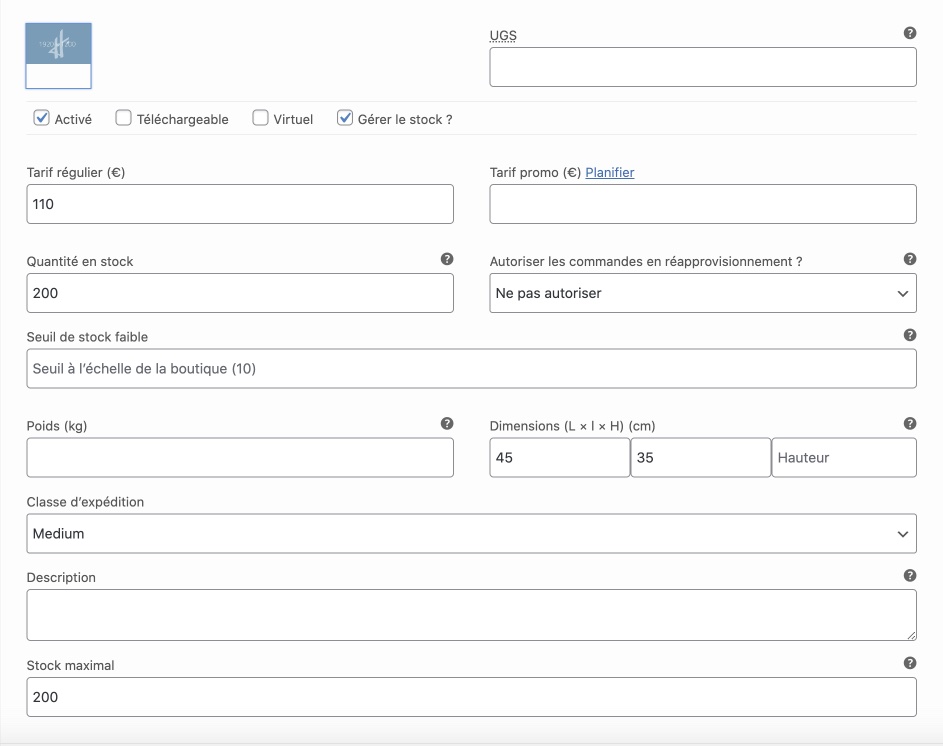 UGS
Activé Téléchargeable Virtuel Gérer le stock ?
Tarif régulier (€) Tarif promo (€) Planifier
110
Quantité en stock Autoriser les commandes en réapprovisionnement ?
200 Ne pas autoriser
Seuil de stock faible
Seuil à l’échelle de la boutique (10)
Poids (kg) Dimensions (L × l × H) (cm)
45 35 Hauteur
Classe d’expédition
Medium
Description
Stock maximal
200